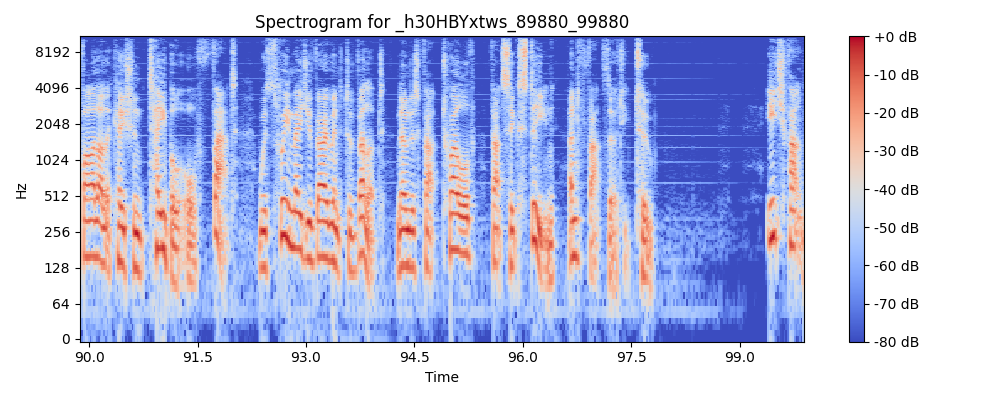 Spectrogram for _h30HBYxtws_89880_99880
8192
4096
2048
1024
512
256
128
64
0
Hz
90.0 91.5 93.0 94.5 96.0 97.5 99.0
Time
+0 dB
-10 dB
-20 dB
-30 dB
-40 dB
-50 dB
-60 dB
-70 dB
-80 dB